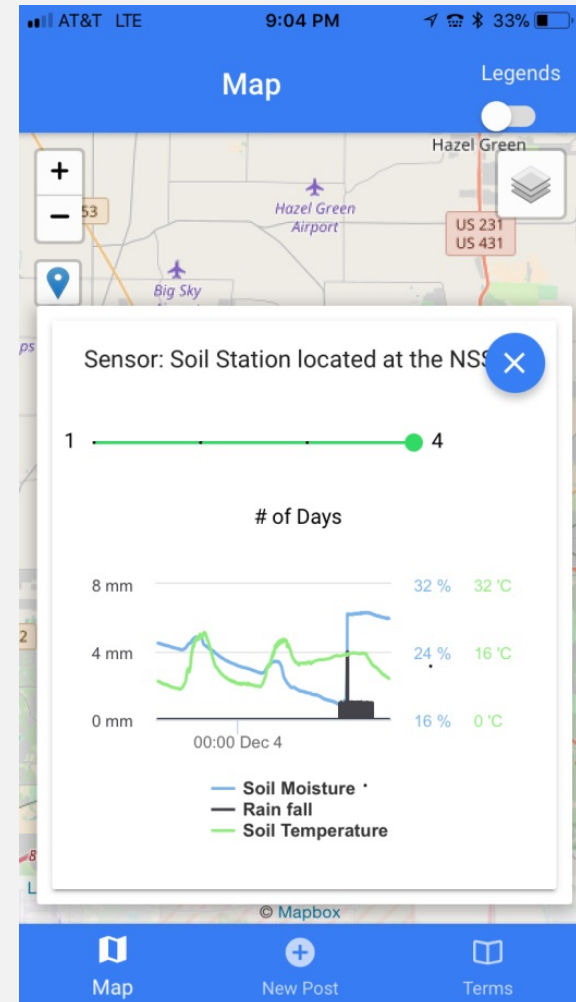 AT&T LTE 9:04 PM 33%
Map
Legends
Hazel Green
+
−
53
Hazel Green
Airport
US 231
US 431
Big Sky
ps
Sensor: Soil Station located at the NSS
1 4
# of Days
8 mm 32 % 32 °C
2
4 mm 24 % 16 °C
0 mm 16 % 0 °C
00:00 Dec 4
Soil Moisture
Rain fall
Soil Temperature
L
© Mapbox
Map New Post Terms